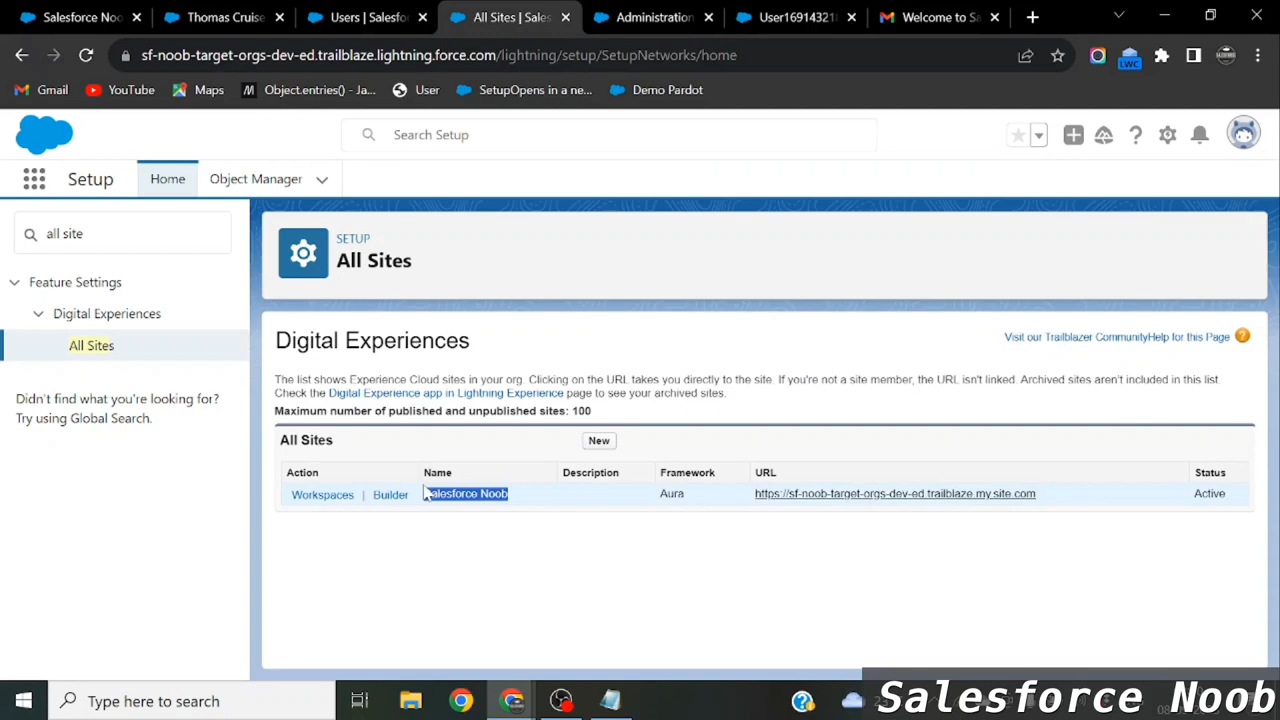 Salesforce Noo
Thomas Cruise
Users | Salesfo
All Sites | Sales
Administration
User16914321
Welcome to Sa
sf-noob-target-orgs-dev-ed.trailblaze.lightning.force.com/lightning/setup/SetupNetworks/home
LWC
Gmail
YouTube
Maps
Object.entries() - Ja...
User
SetupOpens in a ne...
Demo Pardot
Search Setup
Setup
Home
Object Manager
all site
Feature Settings
Digital Experiences
All Sites
Didn't find what you're looking for?
Try using Global Search.
SETUP
All Sites
Digital Experiences
Visit our Trailblazer CommunityHelp for this Page
The list shows Experience Cloud sites in your org. Clicking on the URL takes you directly to the site. If you're not a site member, the URL isn't linked. Archived sites aren't included in this list.
Check the Digital Experience app in Lightning Experience page to see your archived sites.
Maximum number of published and unpublished sites: 100
All Sites
New
Action Name Description Framework URL Status
Workspaces | Builder Salesforce Noob Aura https://sf-noob-target-orgs-dev-ed.trailblaze.my.site.com Active
Type here to search
Salesforce Noob